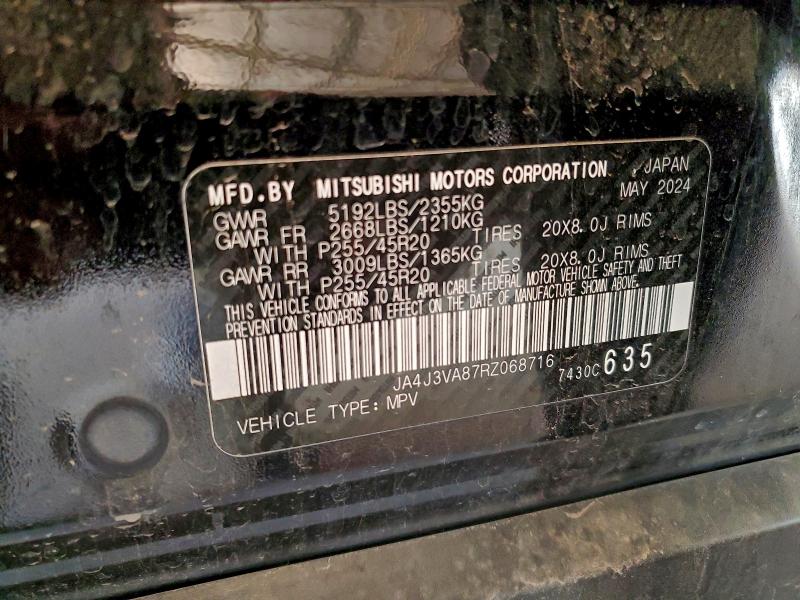 MFD.BY MITSUBISHI MOTORS CORPORATION JAPAN
MAY 2024
GVWR 5192LBS/2355KG
GAWR FR 2668LBS/1210KG
WITH P255/45R20 TIRES 20X8.0J RIMS
GAWR RR 3009LBS/1365KG
WITH P255/45R20 TIRES 20X8.0J RIMS
THIS VEHICLE CONFORMS TO ALL APPLICABLE FEDERAL MOTOR VEHICLE SAFETY AND THEFT
PREVENTION STANDARDS IN EFFECT ON THE DATE OF MANUFACTURE SHOWN ABOVE.
JA4J3VA87RZ068716 7430C 635
VEHICLE TYPE: MPV